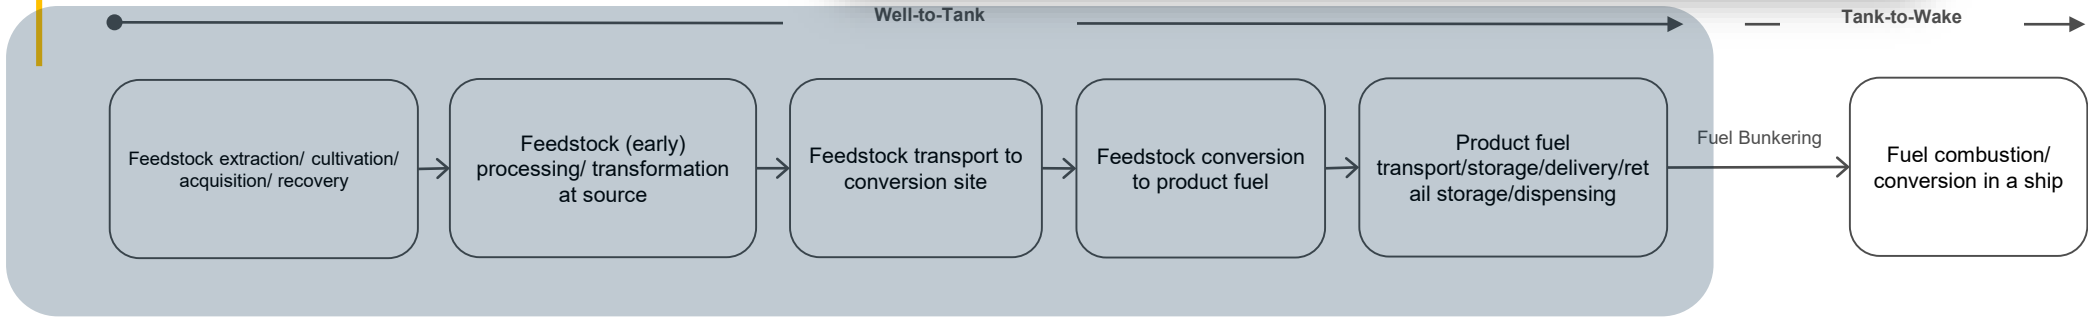 Well-to-Tank
Tank-to-Wake
Feedstock extraction/ cultivation/
acquisition/ recovery
Feedstock (early)
processing/ transformation
at source
Feedstock transport to
conversion site
Feedstock conversion
to product fuel
Product fuel
transport/storage/delivery/ret
ail storage/dispensing
Fuel Bunkering
Fuel combustion/
conversion in a ship